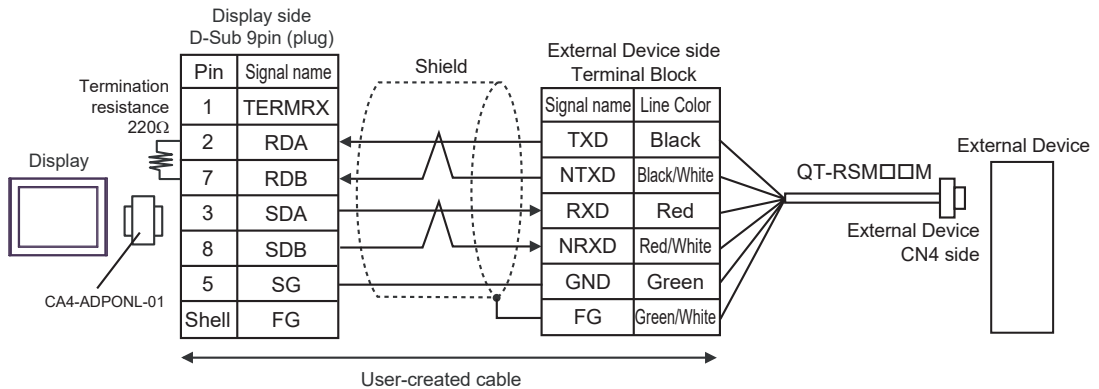 Display side
D-Sub 9pin (plug)
Pin Signal name
1 TERMRX
2 RDA
7 RDB
3 SDA
8 SDB
5 SG
Shell FG
Termination
resistance
220Ω
Display
CA4-ADPONL-01
Shield
External Device side
Terminal Block
Signal name Line Color
TXD Black
NTXD Black/White
RXD Red
NRXD Red/White
GND Green
FG Green/White
QT-RSM□□M
External Device
CN4 side
External Device
User-created cable